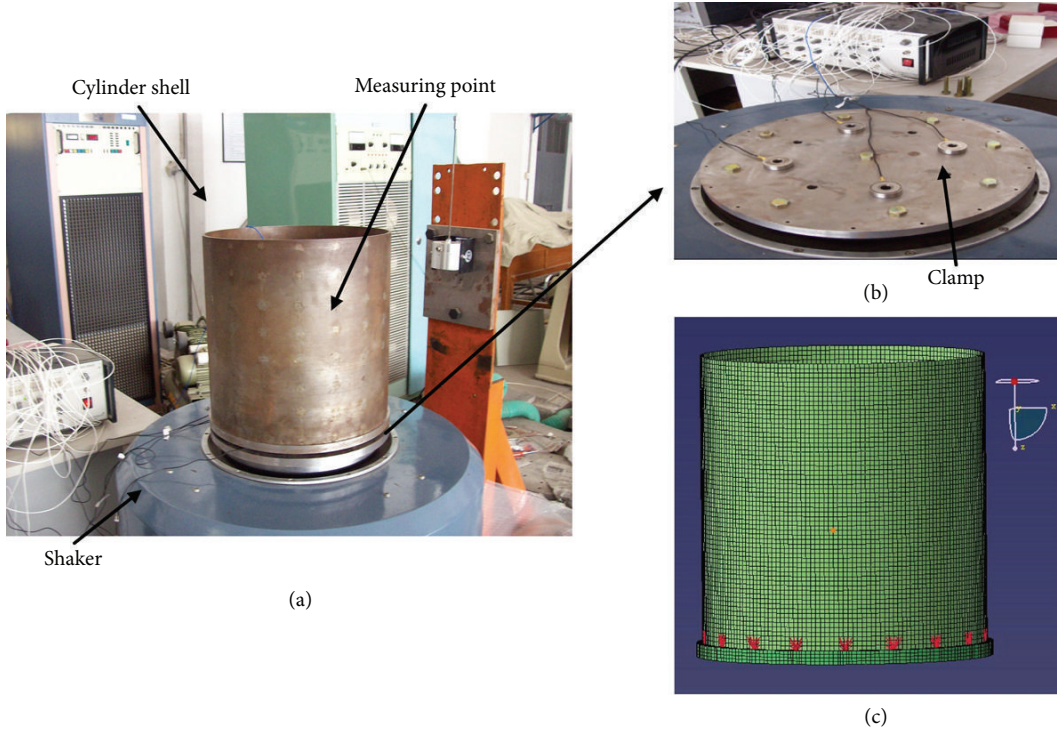 Cylinder shell
Measuring point
Shaker
(a)
Clamp
(b)
(c)
x
y
z